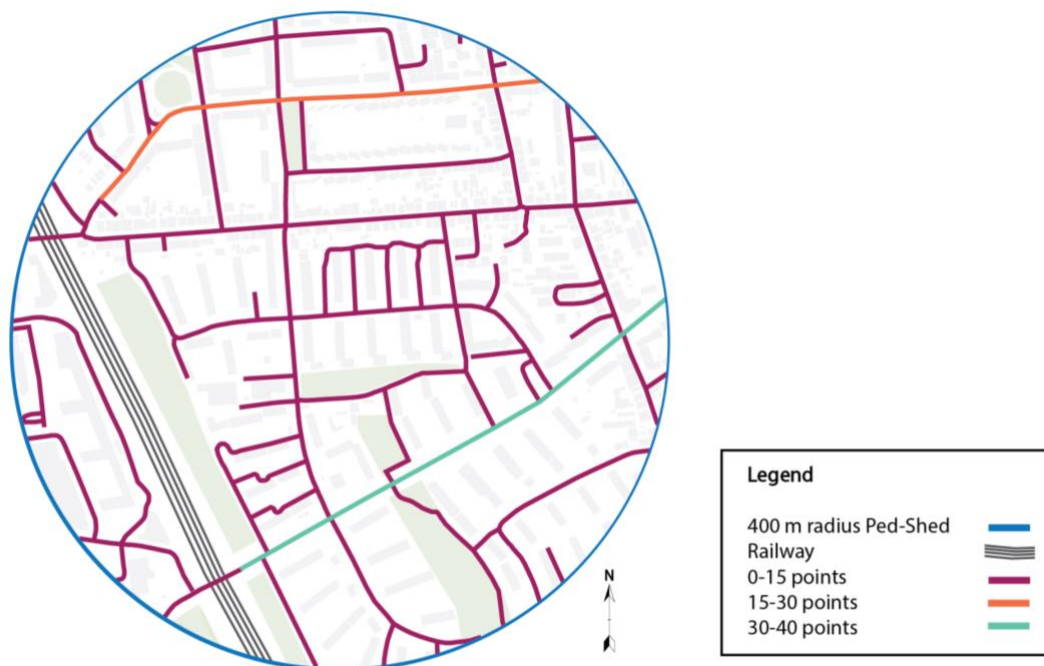 N
Legend
400 m radius Ped-Shed
Railway
0-15 points
15-30 points
30-40 points